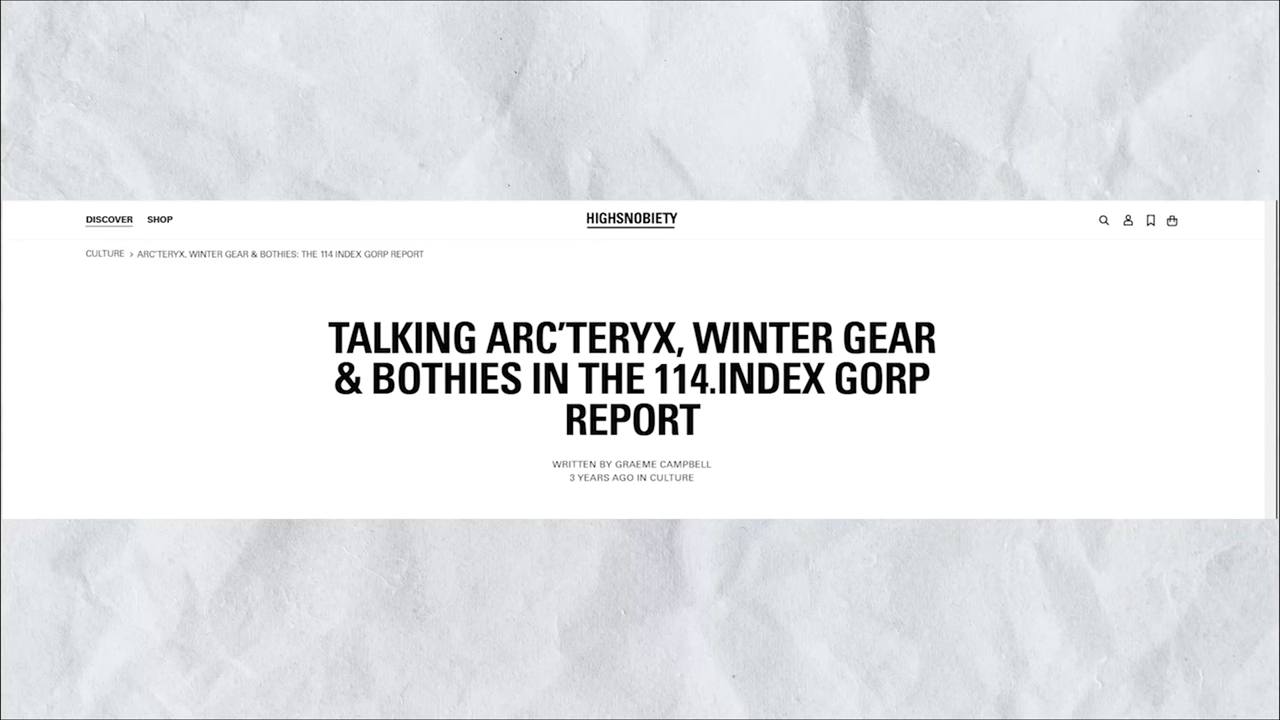 DISCOVER SHOP HIGHSNOBIETY
CULTURE › ARC'TERYX, WINTER GEAR & BOTHIES: THE 114 INDEX GORP REPORT
TALKING ARC’TERYX, WINTER GEAR
& BOTHIES IN THE 114.INDEX GORP
REPORT
WRITTEN BY GRAEME CAMPBELL
3 YEARS AGO IN CULTURE